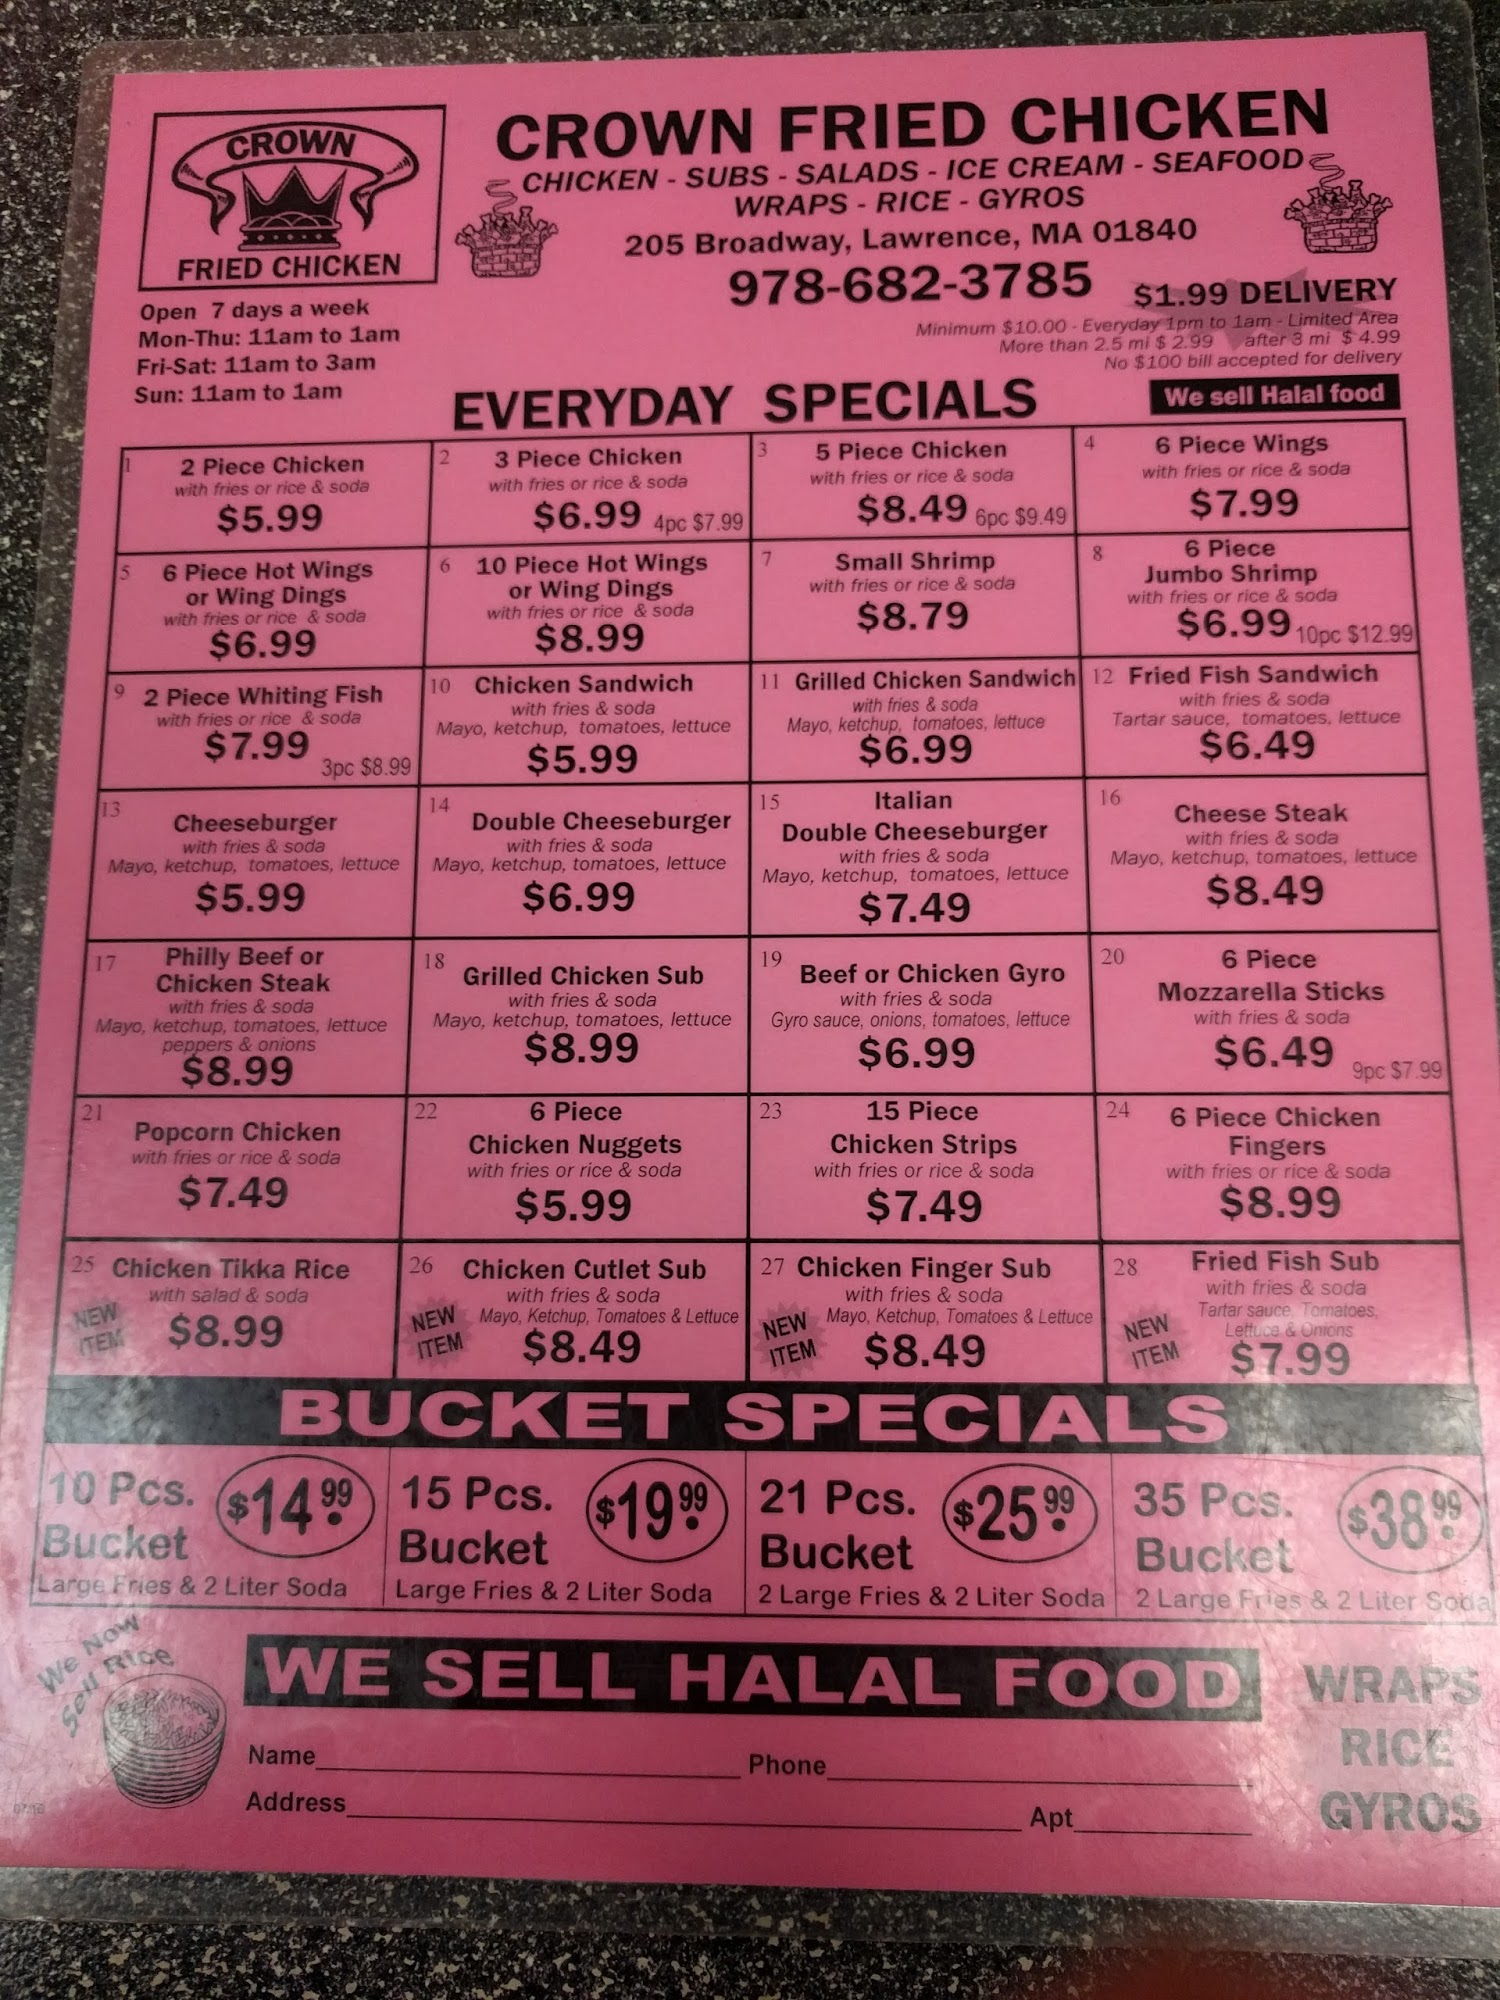 CROWN
FRIED CHICKEN
CROWN FRIED CHICKEN
CHICKEN - SUBS - SALADS - ICE CREAM - SEAFOOD
WRAPS - RICE - GYROS
205 Broadway, Lawrence, MA 01840
978-682-3785
$1.99 DELIVERY
Minimum $10.00 - Everyday 1pm to 1am - Limited Area
More than 2.5 mi $ 2.99 after 3 mi $ 4.99
No $100 bill accepted for delivery
Open 7 days a week
Mon-Thu: 11am to 1am
Fri-Sat: 11am to 3am
Sun: 11am to 1am
EVERYDAY SPECIALS
We sell Halal food
1
2 Piece Chicken
with fries or rice & soda
$5.99
2
3 Piece Chicken
with fries or rice & soda
$6.99 4pc $7.99
3
5 Piece Chicken
with fries or rice & soda
$8.49 6pc $9.49
4
6 Piece Wings
with fries or rice & soda
$7.99
5
6 Piece Hot Wings
or Wing Dings
with fries or rice & soda
$6.99
6
10 Piece Hot Wings
or Wing Dings
with fries or rice & soda
$8.99
7
Small Shrimp
with fries or rice & soda
$8.79
8
6 Piece
Jumbo Shrimp
with fries or rice & soda
$6.99 10pc $12.99
9
2 Piece Whiting Fish
with fries or rice & soda
$7.99
3pc $8.99
10 Chicken Sandwich
with fries & soda
Mayo, ketchup, tomatoes, lettuce
$5.99
11 Grilled Chicken Sandwich
with fries & soda
Mayo, ketchup, tomatoes, lettuce
$6.99
12 Fried Fish Sandwich
with fries & soda
Tartar sauce, tomatoes, lettuce
$6.49
13
Cheeseburger
with fries & soda
Mayo, ketchup, tomatoes, lettuce
$5.99
14
Double Cheeseburger
with fries & soda
Mayo, ketchup, tomatoes, lettuce
$6.99
15 Italian
Double Cheeseburger
with fries & soda
Mayo, ketchup, tomatoes, lettuce
$7.49
16
Cheese Steak
with fries & soda
Mayo, ketchup, tomatoes, lettuce
$8.49
17 Philly Beef or
Chicken Steak
with fries & soda
Mayo, ketchup, tomatoes, lettuce
peppers & onions
$8.99
18
Grilled Chicken Sub
with fries & soda
Mayo, ketchup, tomatoes, lettuce
$8.99
19
Beef or Chicken Gyro
with fries & soda
Gyro sauce, onions, tomatoes, lettuce
$6.99
20 6 Piece
Mozzarella Sticks
with fries & soda
$6.49 9pc $7.99
21
Popcorn Chicken
with fries or rice & soda
$7.49
22 6 Piece
Chicken Nuggets
with fries or rice & soda
$5.99
23 15 Piece
Chicken Strips
with fries or rice & soda
$7.49
24 6 Piece Chicken
Fingers
with fries or rice & soda
$8.99
25 Chicken Tikka Rice
with salad & soda
NEW
ITEM
$8.99
26 Chicken Cutlet Sub
with fries & soda
Mayo, Ketchup, Tomatoes & Lettuce
NEW
ITEM
$8.49
27 Chicken Finger Sub
with fries & soda
Mayo, Ketchup, Tomatoes & Lettuce
NEW
ITEM
$8.49
28 Fried Fish Sub
with fries & soda
Tartar sauce, Tomatoes,
Lettuce & Onions
NEW
ITEM
$7.99
BUCKET SPECIALS
10 Pcs.
Bucket
$14.99
Large Fries & 2 Liter Soda
15 Pcs.
Bucket
$19.99
Large Fries & 2 Liter Soda
21 Pcs.
Bucket
$25.99
2 Large Fries & 2 Liter Soda
35 Pcs.
Bucket
$38.99
2 Large Fries & 2 Liter Soda
We Now
Sell Rice
WE SELL HALAL FOOD
WRAPS
RICE
GYROS
Name Phone
Address Apt